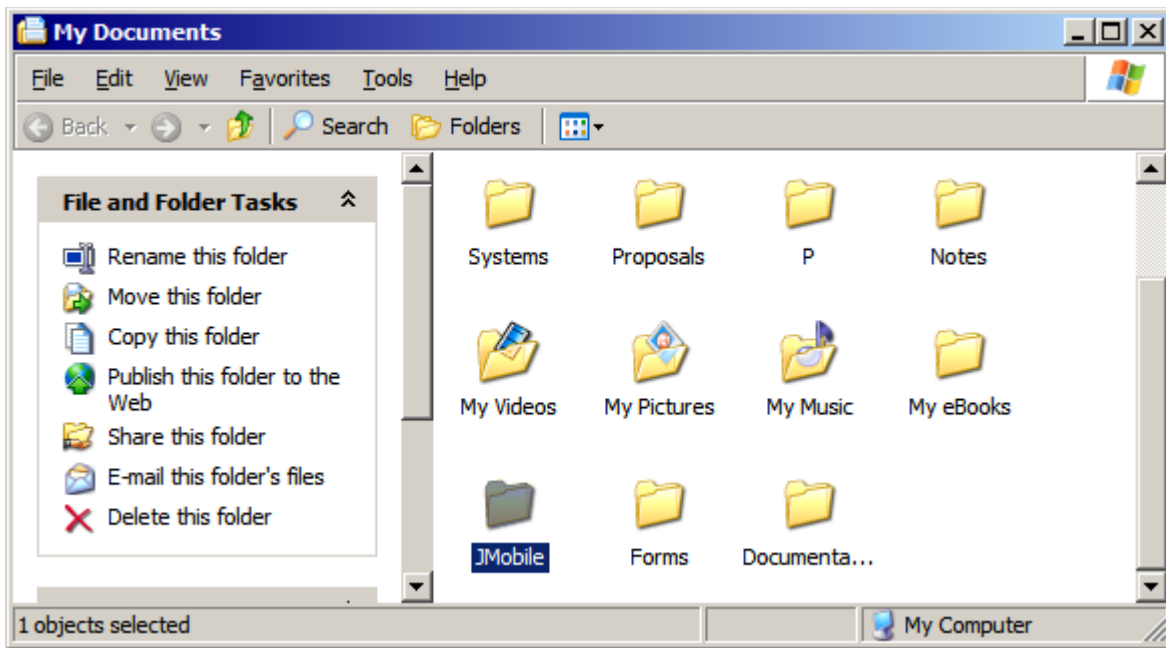 My Documents
File Edit View Favorites Tools Help
Back Search Folders
File and Folder Tasks
Rename this folder
Move this folder
Copy this folder
Publish this folder to the
Web
Share this folder
E-mail this folder's files
Delete this folder
Systems Proposals P Notes
My Videos My Pictures My Music My eBooks
JMobile Forms Documenta...
1 objects selected My Computer